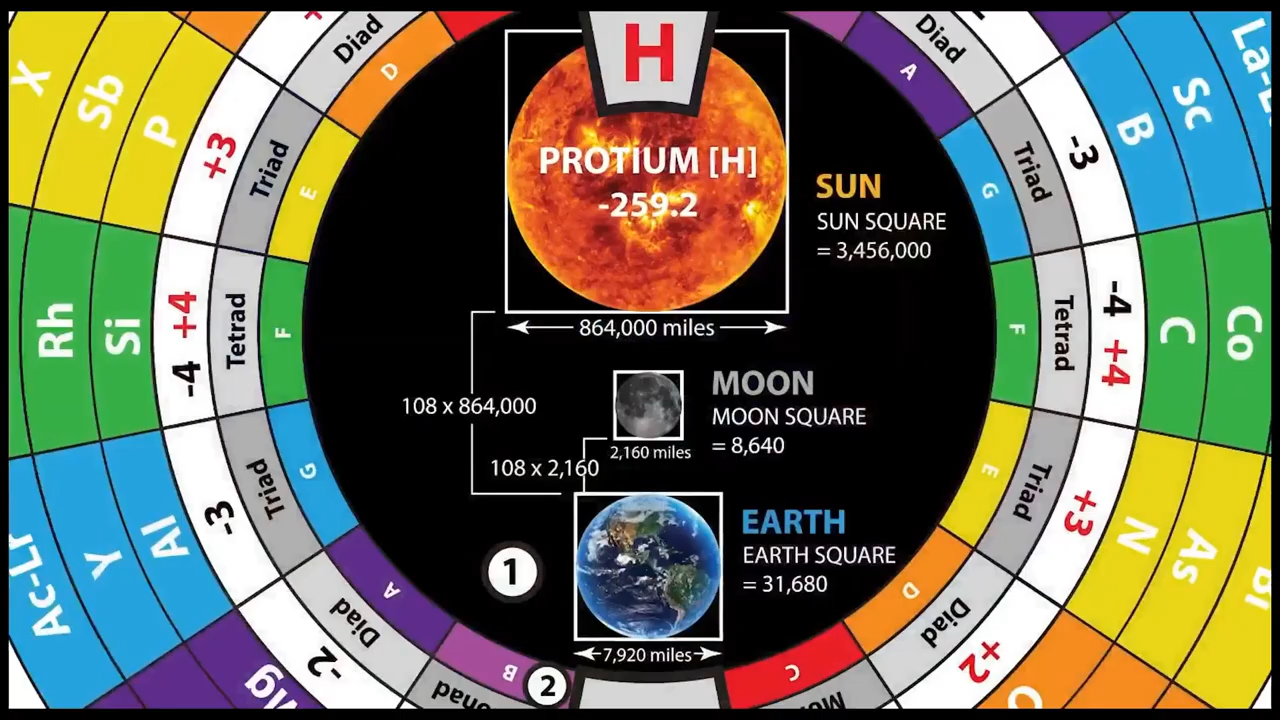 H
PROTIUM [H]
-259.2
SUN
SUN SQUARE
= 3,456,000
864,000 miles
108 x 864,000
MOON
MOON SQUARE
= 8,640
2,160 miles
108 x 2,160
EARTH
EARTH SQUARE
= 31,680
7,920 miles
1
2
X
Sb
P
+3
Triad
E
Diad
D
Rh
Si
-4 +4
Tetrad
F
Ac-Lr
Y
Al
-3
Triad
G
Mg
-2
Diad
A
B
Diad
A
Sc
B
-3
Triad
G
Co
C
-4 +4
Tetrad
F
Bi
As
N
+3
Triad
E
+2
Diad
D
C